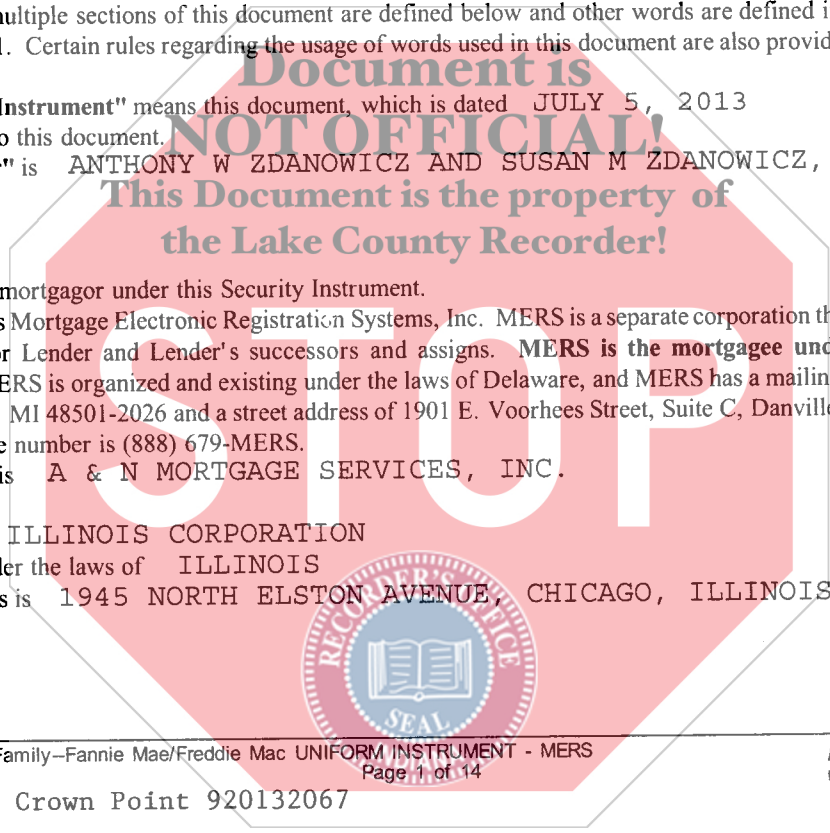 ultiple sections of this document are defined below and other words are defined i
1. Certain rules regarding the usage of words used in this document are also provid
Document is
Instrument" means this document, which is dated JULY 5, 2013
o this document.
NOT OFFICIAL!
" is ANTHONY W ZDANOWICZ AND SUSAN M ZDANOWICZ,
This Document is the property of
the Lake County Recorder!
mortgagor under this Security Instrument.
s Mortgage Electronic Registration Systems, Inc. MERS is a separate corporation th
or Lender and Lender's successors and assigns. MERS is the mortgagee und
ERS is organized and existing under the laws of Delaware, and MERS has a mailin
MI 48501-2026 and a street address of 1901 E. Voorhees Street, Suite C, Danville
e number is (888) 679-MERS.
is A & N MORTGAGE SERVICES, INC.
STOP
ILLINOIS CORPORATION
er the laws of ILLINOIS
s is 1945 NORTH ELSTON AVENUE, CHICAGO, ILLINOIS
RECORDER'S OFFICE
SEAL
INDIANA
Family--Fannie Mae/Freddie Mac UNIFORM INSTRUMENT - MERS
Page 1 of 14
Crown Point 920132067